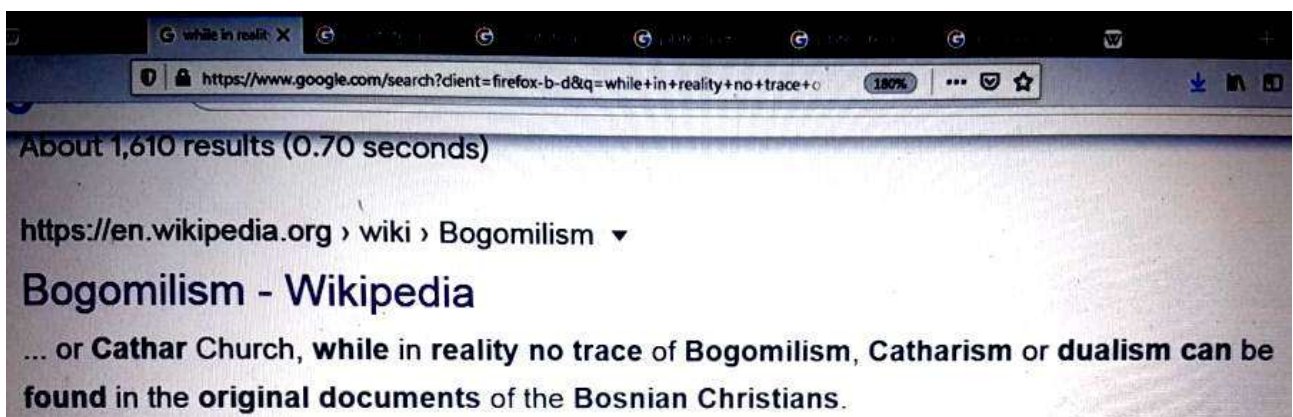 while in realit
https://www.google.com/search?client=firefox-b-d&q=while+in+reality+no+trace+o 180%
About 1,610 results (0.70 seconds)
https://en.wikipedia.org › wiki › Bogomilism
Bogomilism - Wikipedia
... or Cathar Church, while in reality no trace of Bogomilism, Catharism or dualism can be
found in the original documents of the Bosnian Christians.